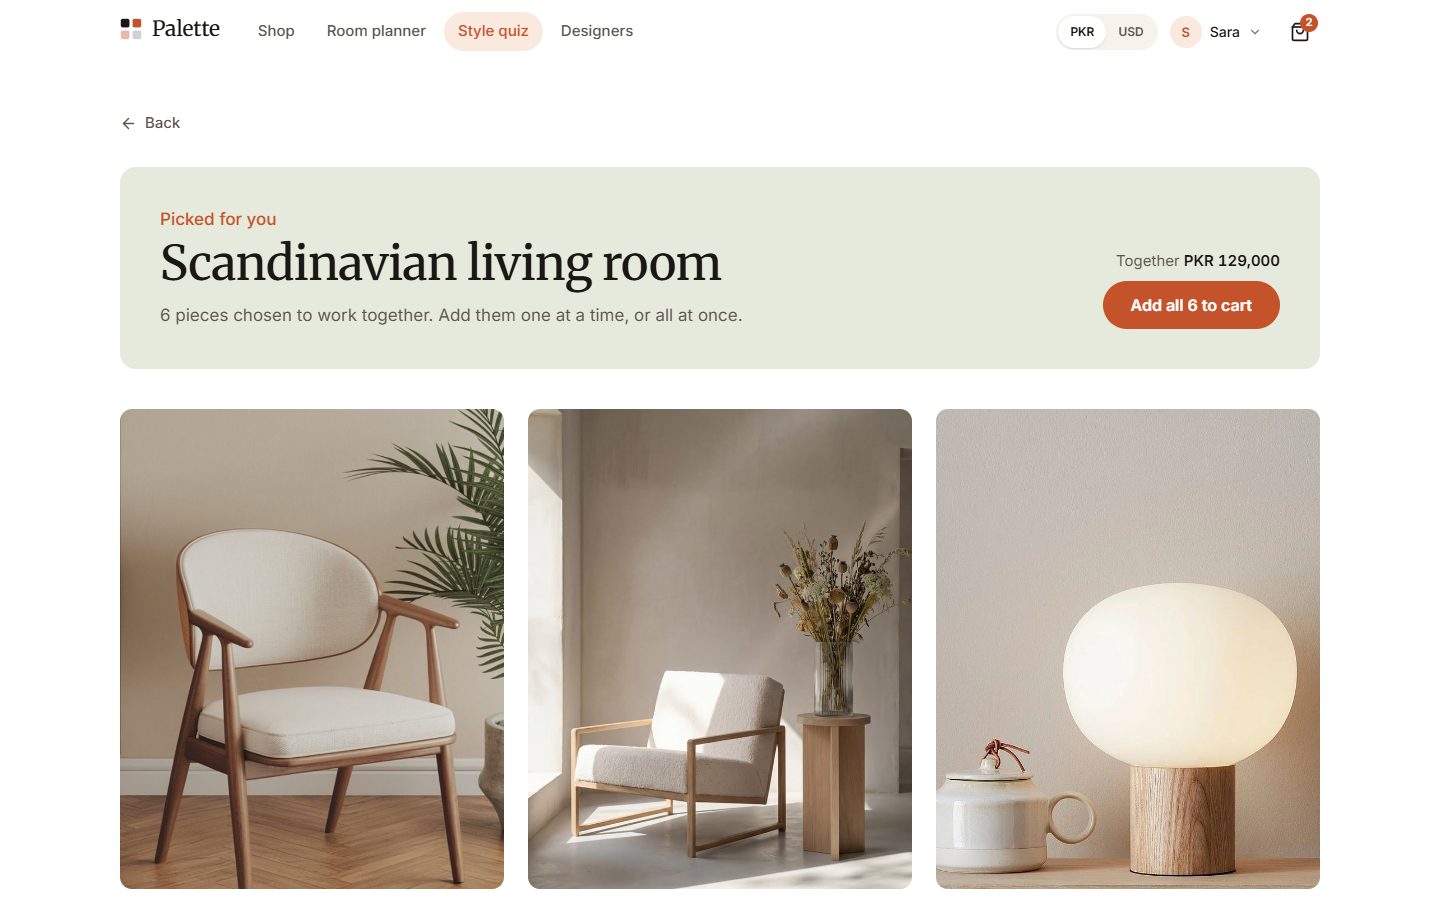 Palette
Shop
Room planner
Style quiz
Designers
PKR
USD
S
Sara
2
Back
Picked for you
Scandinavian living room
6 pieces chosen to work together. Add them one at a time, or all at once.
Together PKR 129,000
Add all 6 to cart